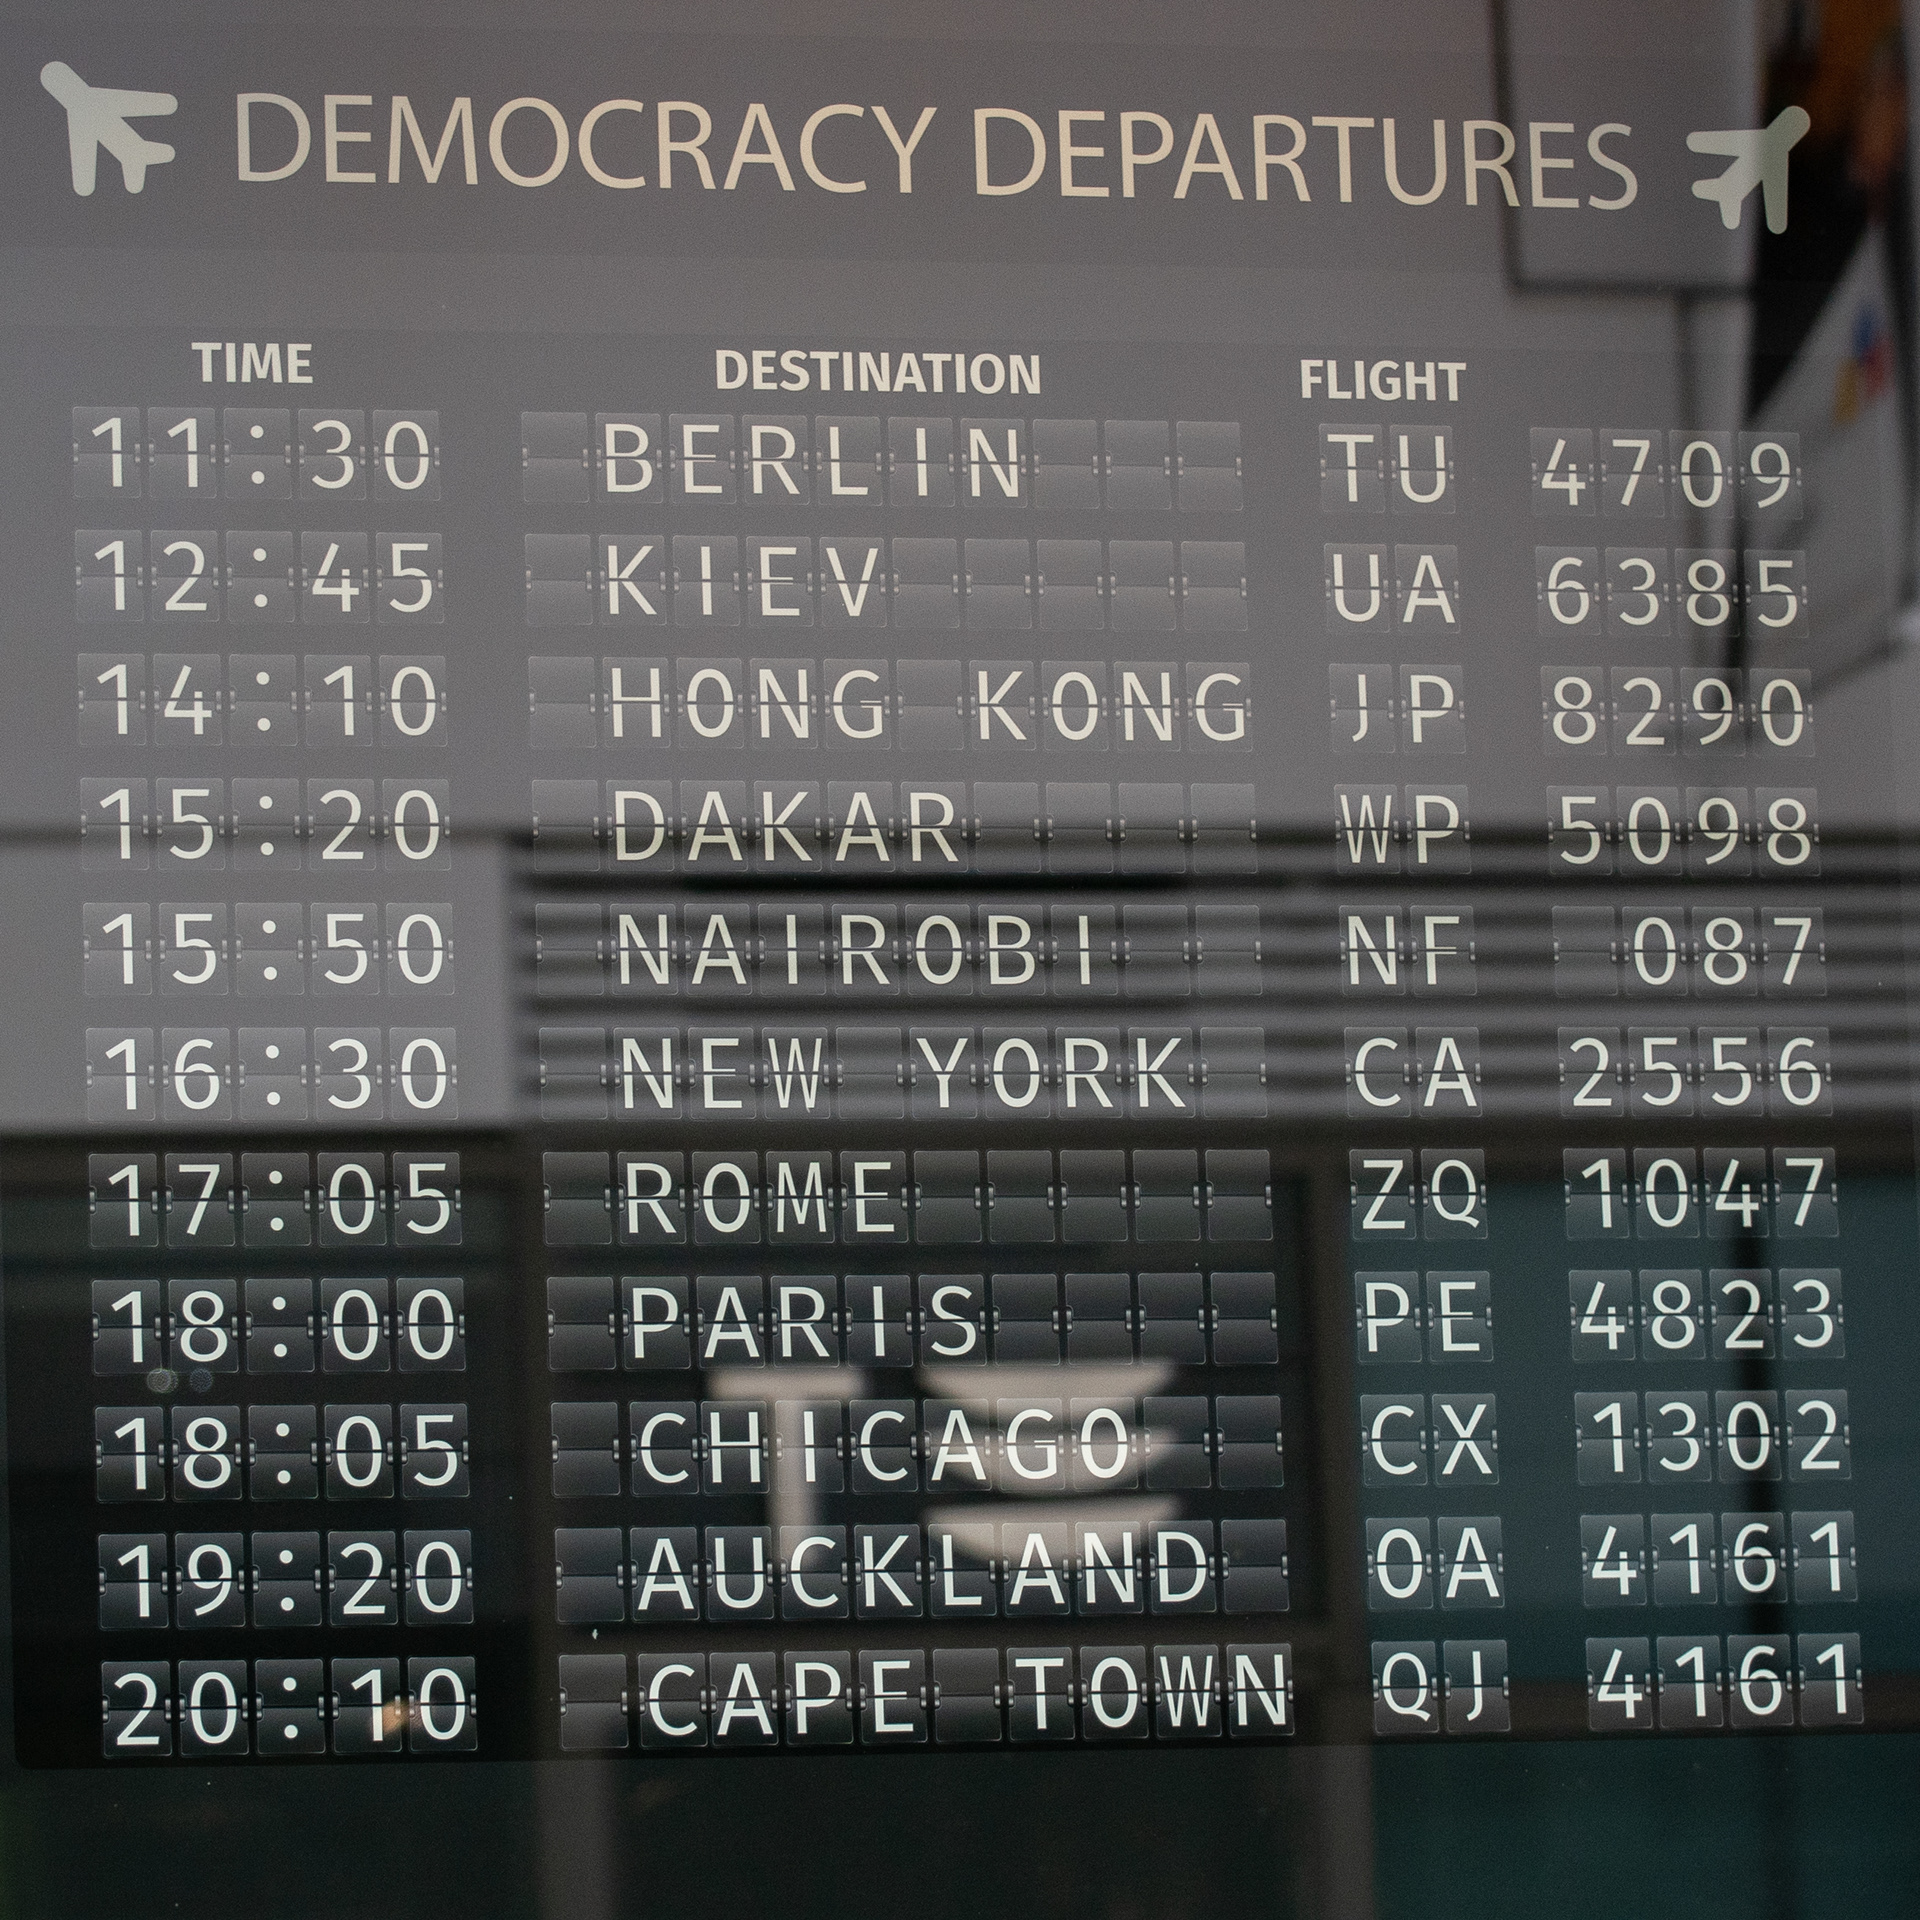 DEMOCRACY DEPARTURES
TIME DESTINATION FLIGHT
11:30 BERLIN TU 4709
12:45 KIEV UA 6385
14:10 HONG KONG JP 8290
15:20 DAKAR WP 5098
15:50 NAIROBI NF 087
16:30 NEW YORK CA 2556
17:05 ROME ZQ 1047
18:00 PARIS PE 4823
18:05 CHICAGO CX 1302
19:20 AUCKLAND OA 4161
20:10 CAPE TOWN QJ 4161